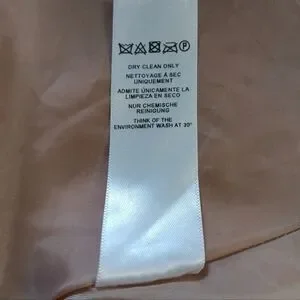 P
DRY CLEAN ONLY
NETTOYAGE À SEC
UNIQUEMENT
ADMITE ÚNICAMENTE LA
LIMPIEZA EN SECO
NUR CHEMISCHE
REINIGUNG
THINK OF THE
ENVIRONMENT WASH AT 30°